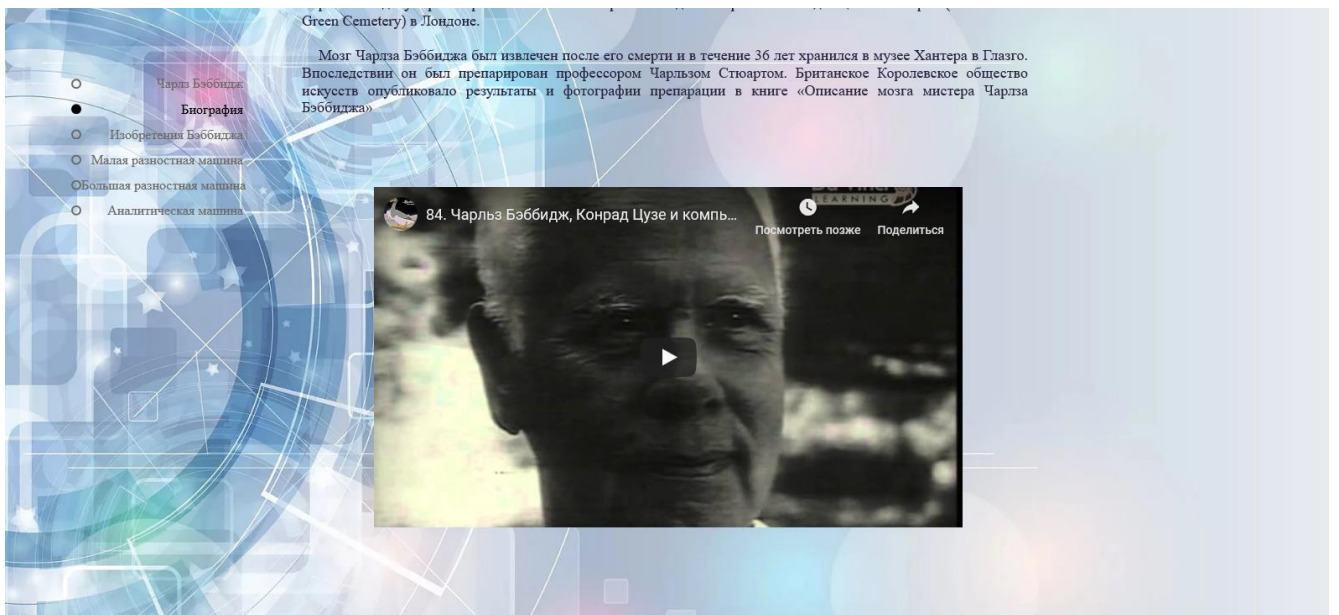 Green Cemetery) в Лондоне.
Мозг Чарлза Бэббиджа был извлечен после его смерти и в течение 36 лет хранился в музее Хантера в Глазго.
Впоследствии он был препарирован профессором Чарльзом Стюартом. Британское Королевское общество
искусств опубликовало результаты и фотографии препарации в книге «Описание мозга мистера Чарлза
Бэббиджа»
Чарлз Бэббидж
Биография
Изобретения Бэббиджа
Малая разностная машина
Большая разностная машина
Аналитическая машина
84. Чарльз Бэббидж, Конрад Цузе и компь...
LEARNING
Посмотреть позже
Поделиться